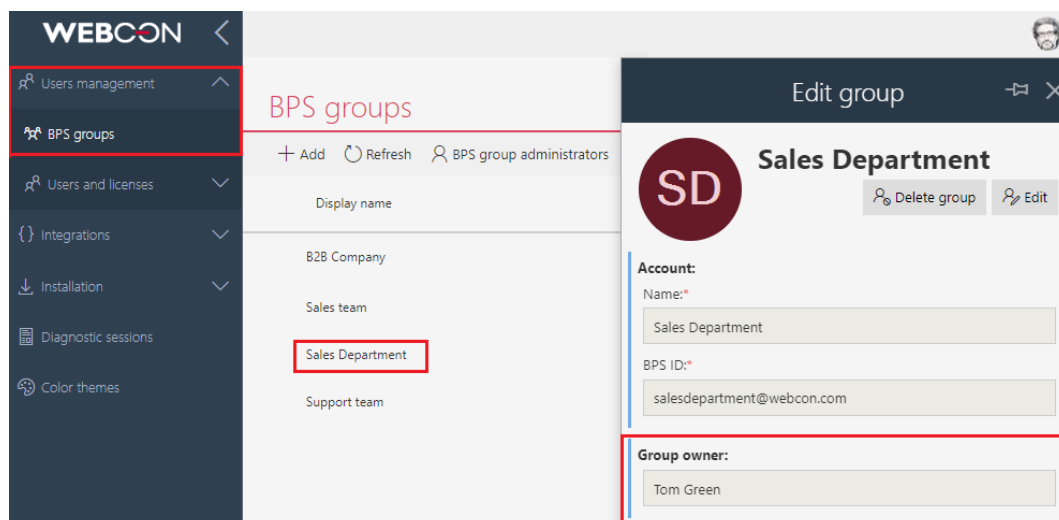 WEBCON
Users management
BPS groups
Users and licenses
Integrations
Installation
Diagnostic sessions
Color themes
BPS groups
Add Refresh BPS group administrators
Display name
B2B Company
Sales team
Sales Department
Support team
Edit group
SD
Sales Department
Delete group Edit
Account:
Name:*
Sales Department
BPS ID:*
salesdepartment@webcon.com
Group owner:
Tom Green